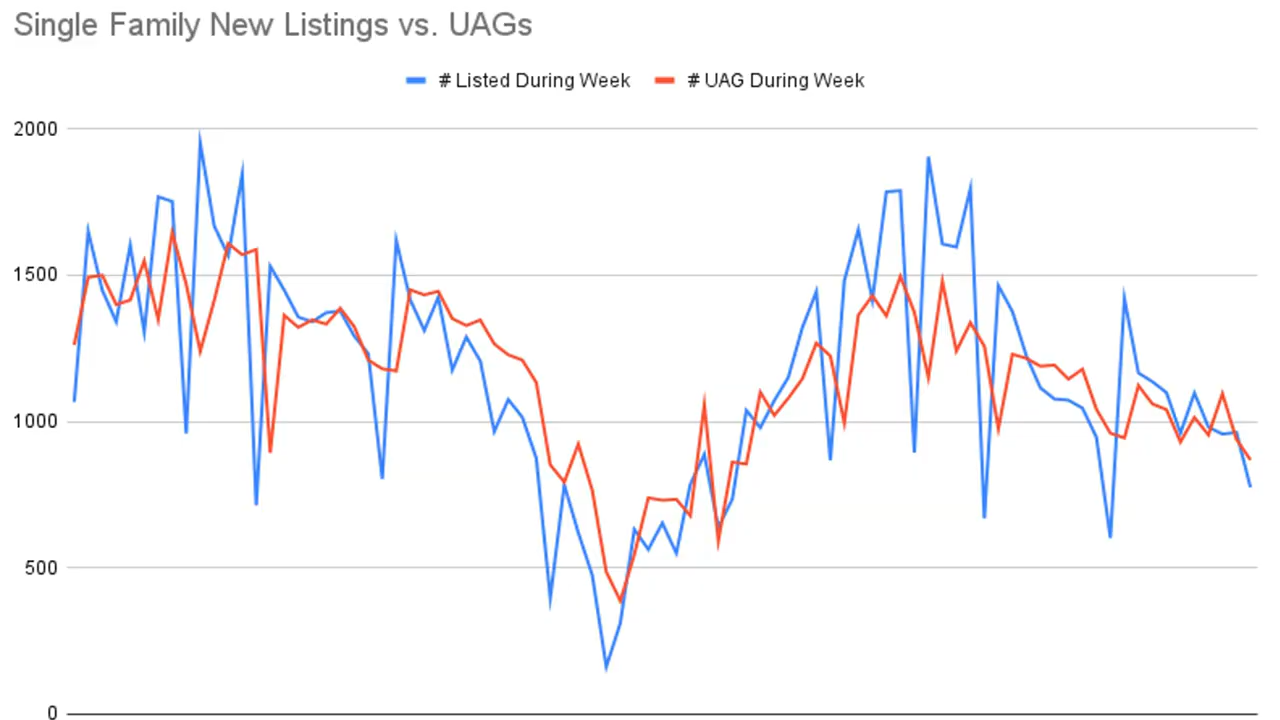 Single Family New Listings vs. UAGs
# Listed During Week # UAG During Week
2000
1500
1000
500
0